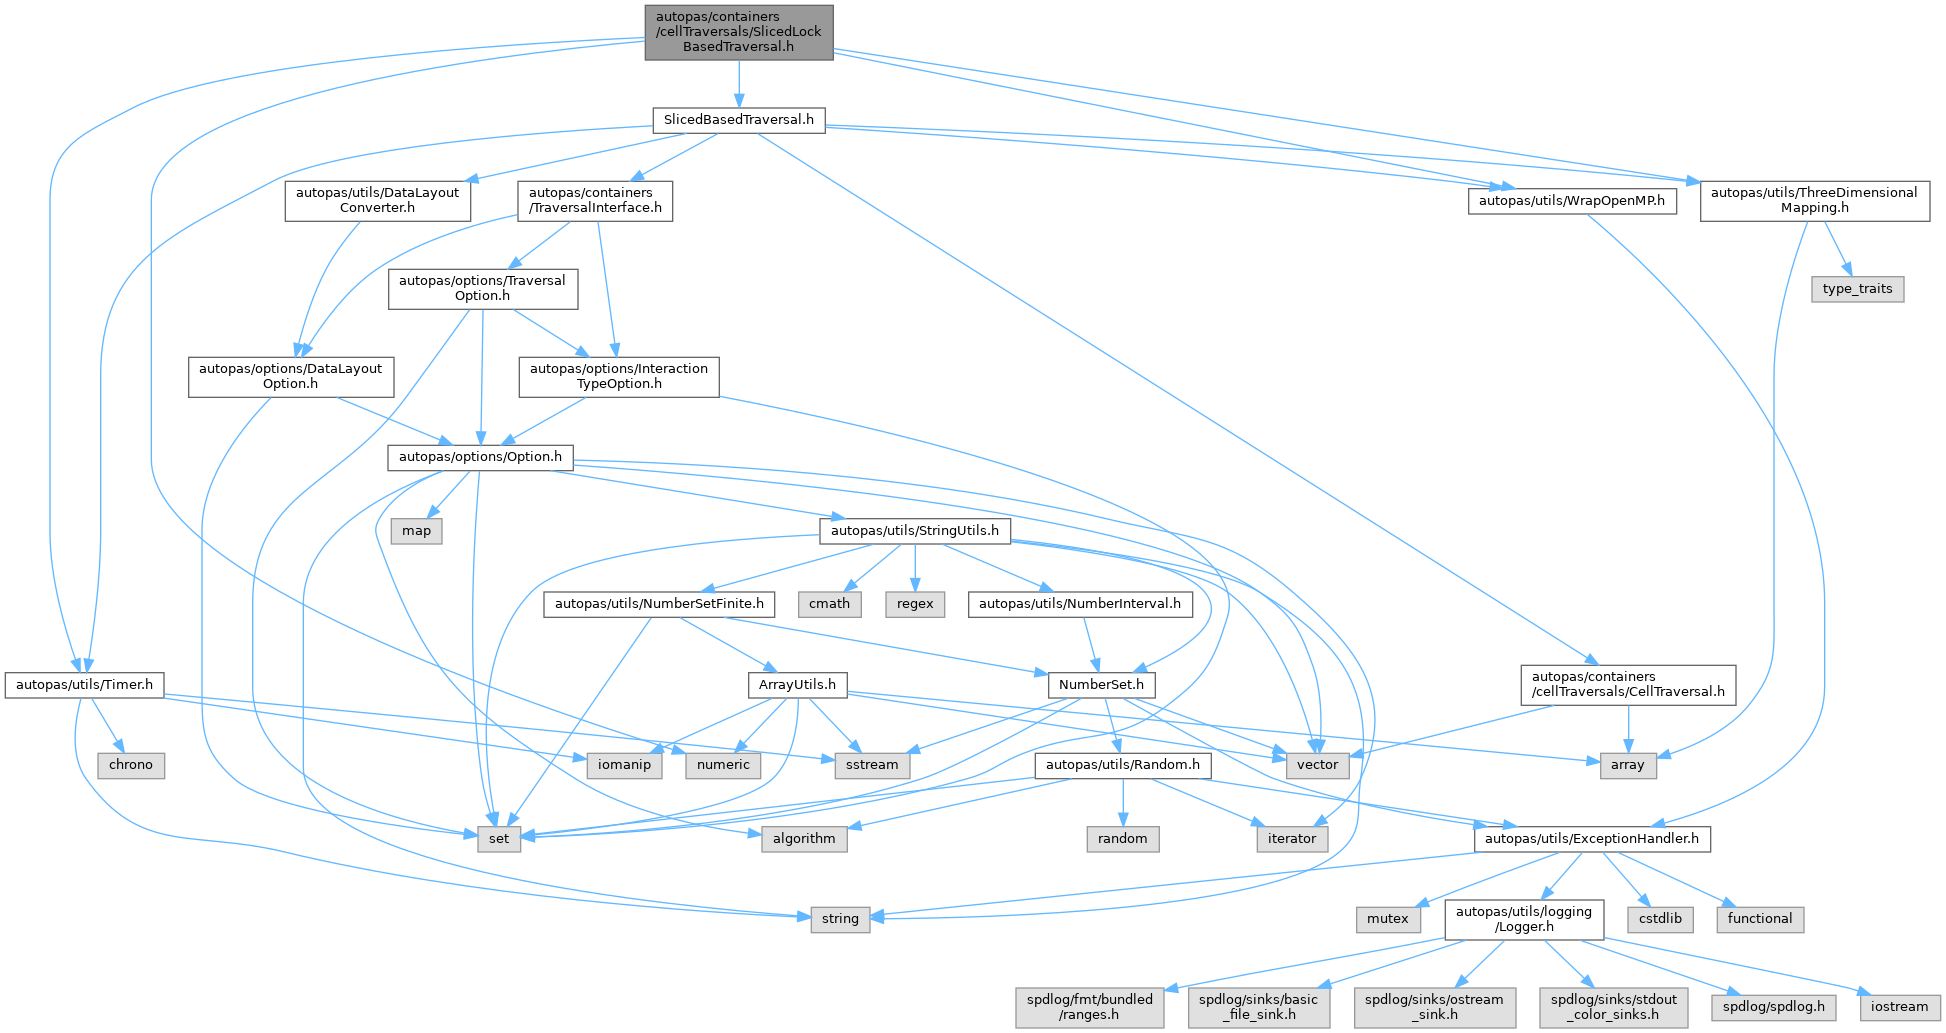 autopas/containers
/cellTraversals/SlicedLock
BasedTraversal.h
SlicedBasedTraversal.h
autopas/utils/DataLayout
Converter.h
autopas/containers
/TraversalInterface.h
autopas/utils/WrapOpenMP.h
autopas/utils/ThreeDimensional
Mapping.h
autopas/options/Traversal
Option.h
type_traits
autopas/options/DataLayout
Option.h
autopas/options/Interaction
TypeOption.h
autopas/options/Option.h
map
autopas/utils/StringUtils.h
autopas/utils/NumberSetFinite.h
cmath
regex
autopas/utils/NumberInterval.h
autopas/utils/Timer.h
ArrayUtils.h
NumberSet.h
autopas/containers
/cellTraversals/CellTraversal.h
chrono
iomanip
numeric
sstream
autopas/utils/Random.h
vector
array
set
algorithm
random
iterator
autopas/utils/ExceptionHandler.h
string
mutex
autopas/utils/logging
/Logger.h
cstdlib
functional
spdlog/fmt/bundled
/ranges.h
spdlog/sinks/basic
_file_sink.h
spdlog/sinks/ostream
_sink.h
spdlog/sinks/stdout
_color_sinks.h
spdlog/spdlog.h
iostream